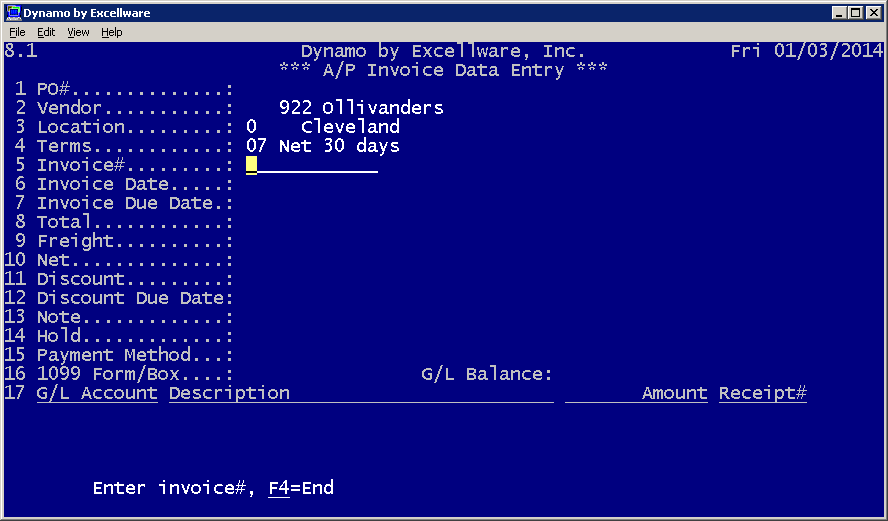 Dynamo by Excellware
File Edit View Help
8.1 Dynamo by Excellware, Inc. Fri 01/03/2014
*** A/P Invoice Data Entry ***
1 PO#..............:
2 Vendor...........: 922 Ollivanders
3 Location.........: 0 Cleveland
4 Terms............: 07 Net 30 days
5 Invoice#.........:
6 Invoice Date.....:
7 Invoice Due Date.:
8 Total............:
9 Freight..........:
10 Net..............:
11 Discount.........:
12 Discount Due Date:
13 Note.............:
14 Hold.............:
15 Payment Method...:
16 1099 Form/Box....: G/L Balance:
17 G/L Account Description Amount Receipt#
Enter invoice#, F4=End